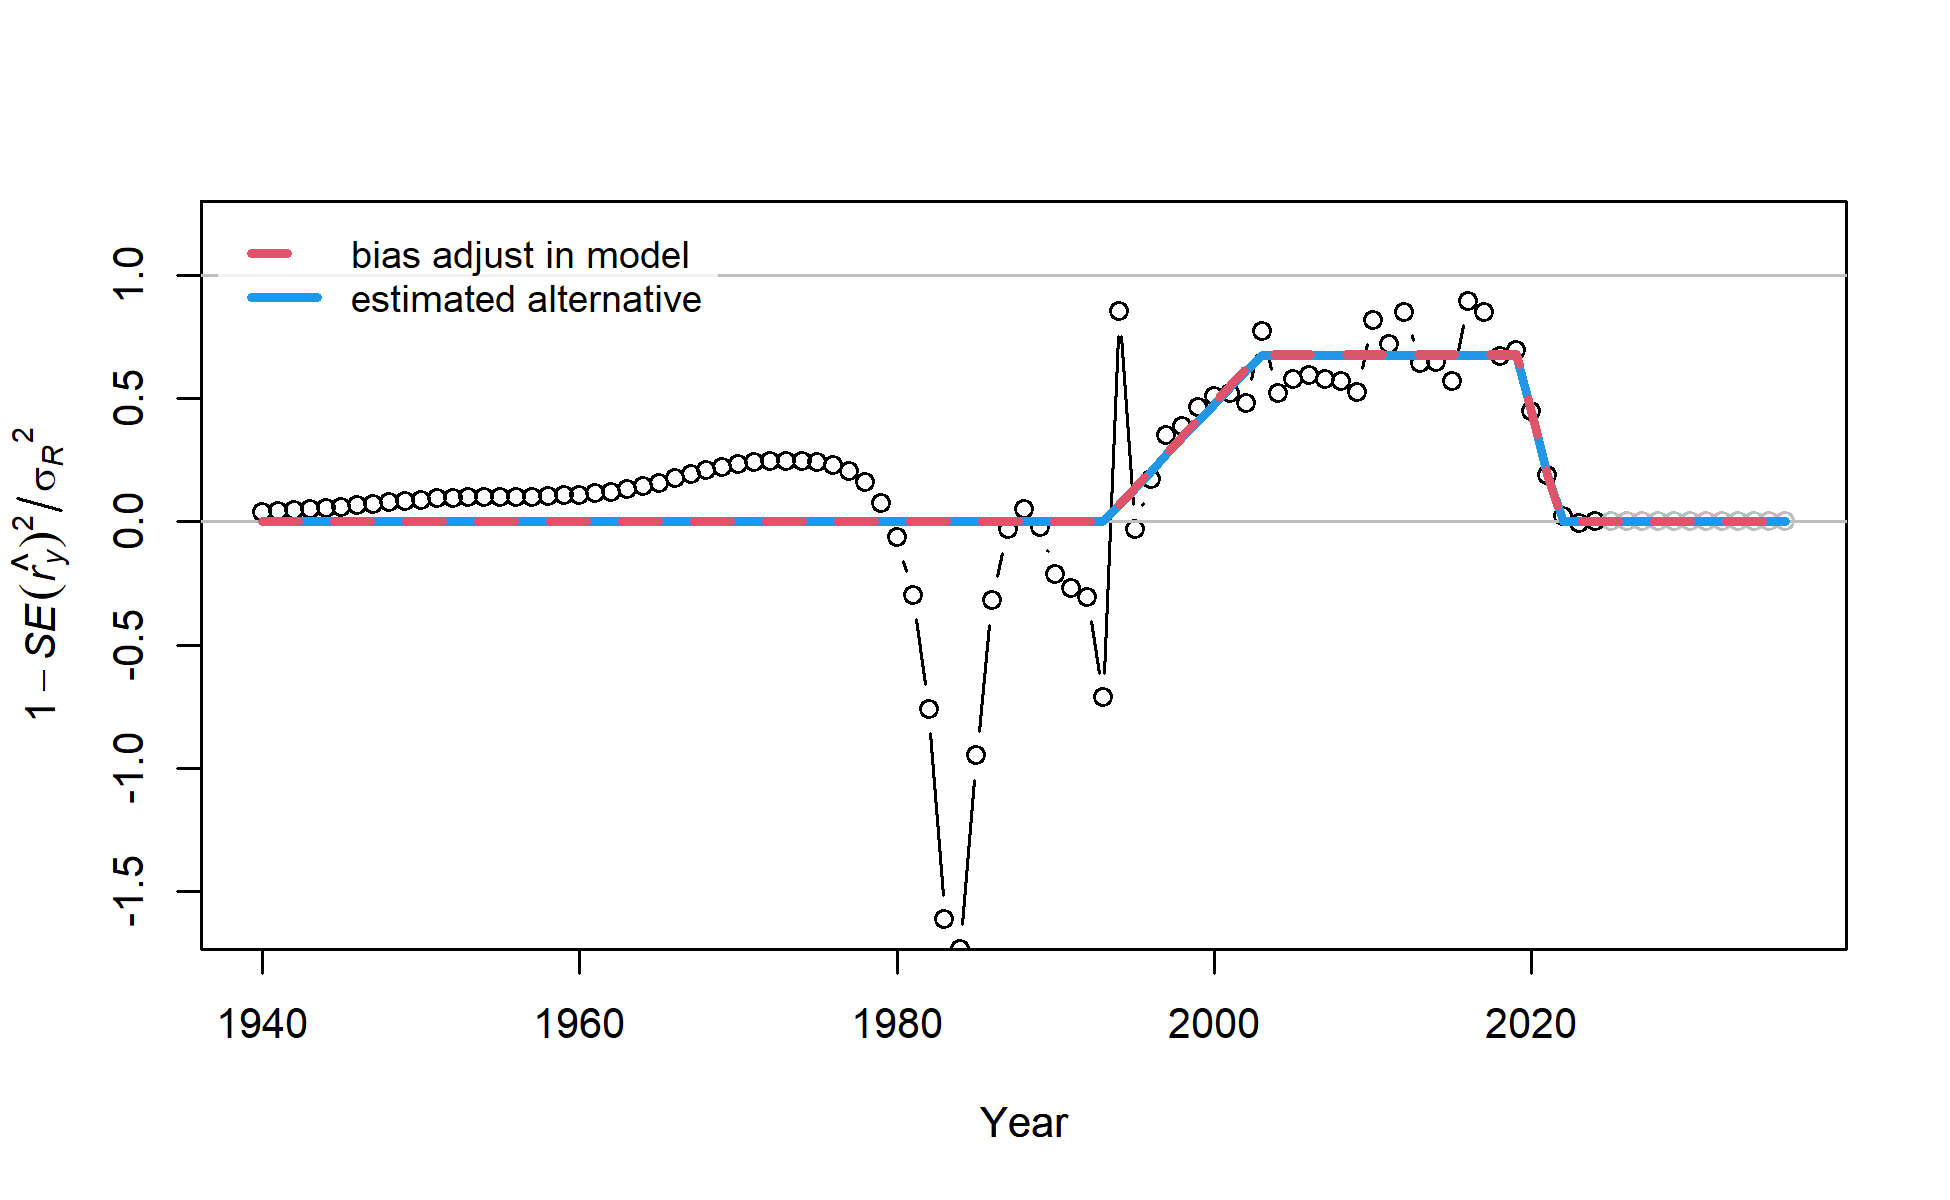 bias adjust in model
estimated alternative
1.0
0.5
0.0
-0.5
-1.0
-1.5
1 − SE(r̂y)² / σR²
1940 1960 1980 2000 2020
Year